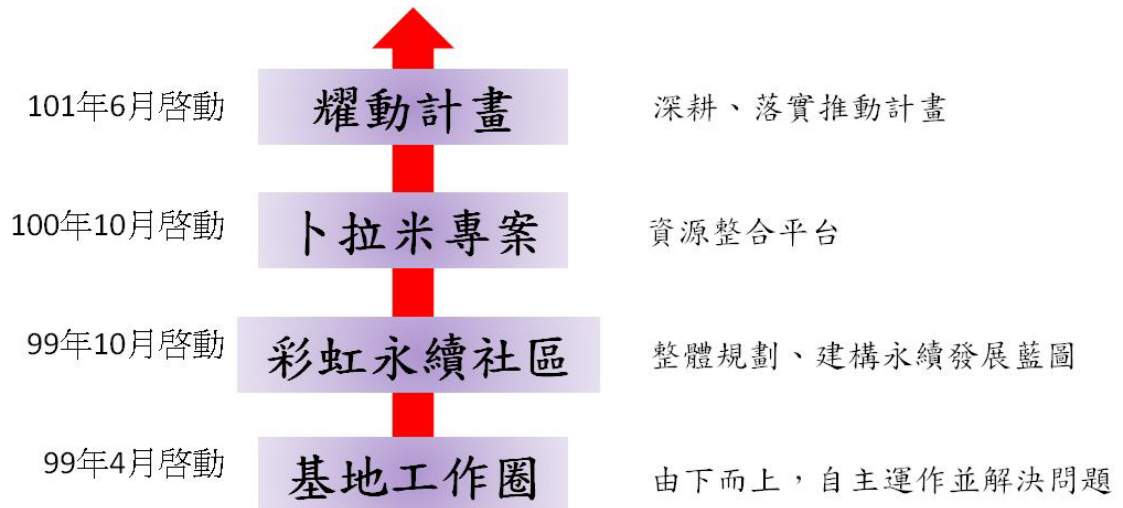 101年6月啓動 耀動計畫 深耕、落實推動計畫
100年10月啓動 卜拉米專案 資源整合平台
99年10月啓動 彩虹永續社區 整體規劃、建構永續發展藍圖
99年4月啓動 基地工作圈 由下而上，自主運作並解決問題